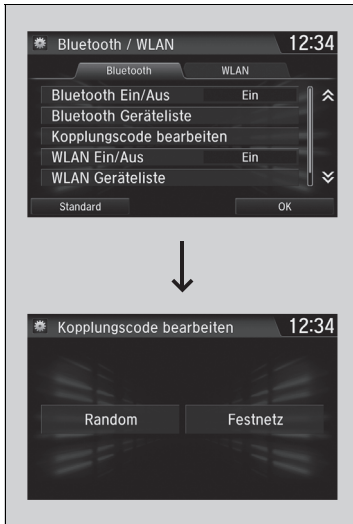 Bluetooth / WLAN 12:34
Bluetooth WLAN
Bluetooth Ein/Aus Ein
Bluetooth Geräteliste
Kopplungscode bearbeiten
WLAN Ein/Aus Ein
WLAN Geräteliste
Standard OK
Kopplungscode bearbeiten 12:34
Random Festnetz